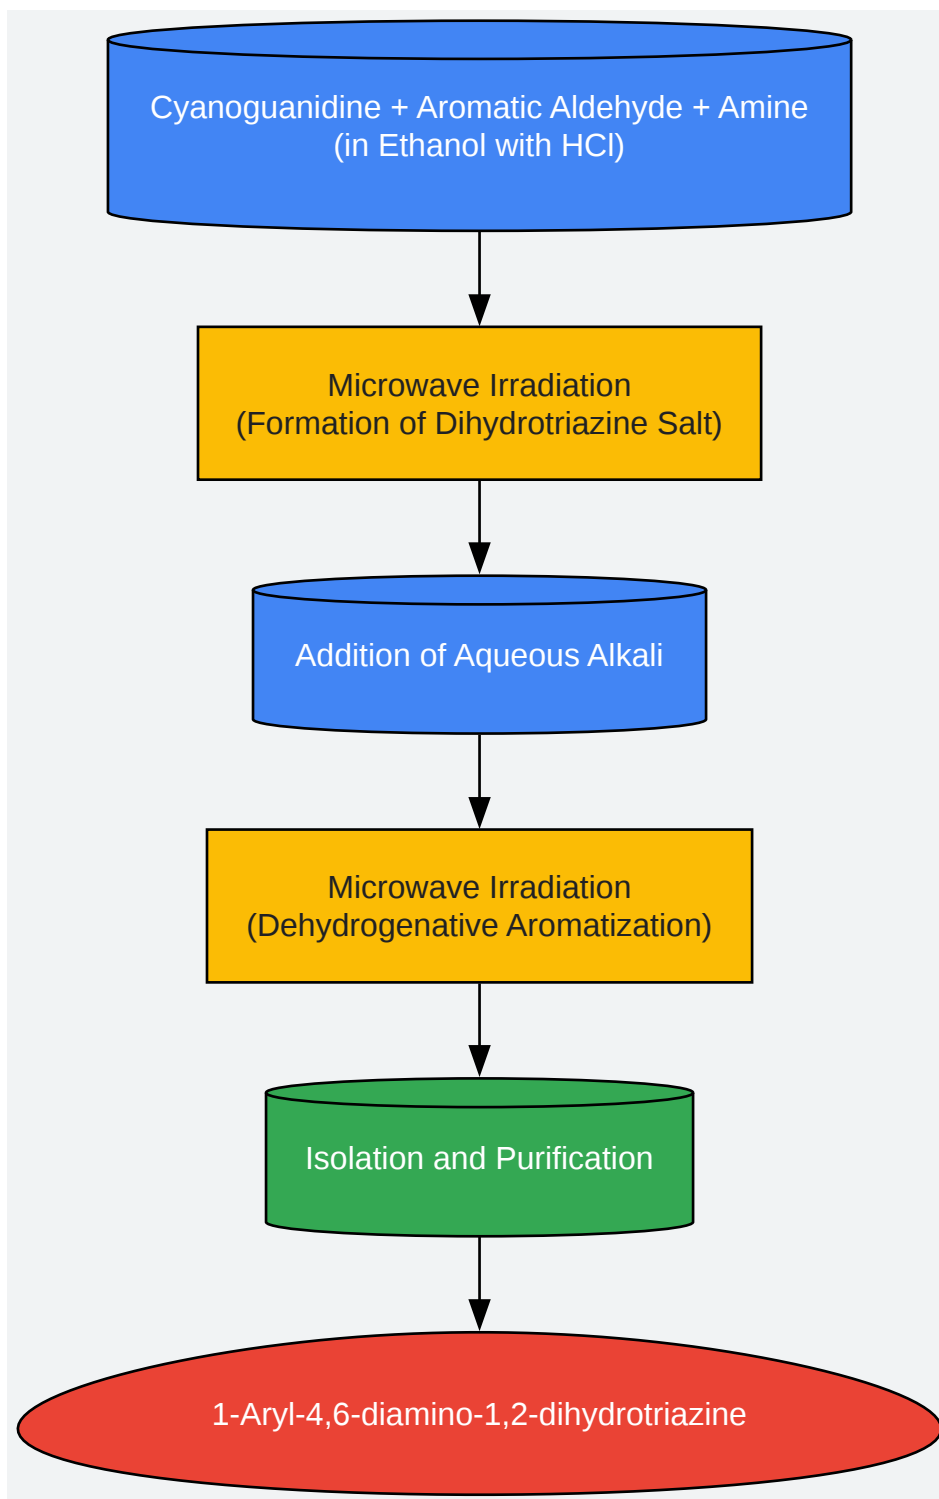 Cyanoguanidine + Aromatic Aldehyde + Amine
(in Ethanol with HCl)
Microwave Irradiation
(Formation of Dihydrotriazine Salt)
Addition of Aqueous Alkali
Microwave Irradiation
(Dehydrogenative Aromatization)
Isolation and Purification
1-Aryl-4,6-diamino-1,2-dihydrotriazine